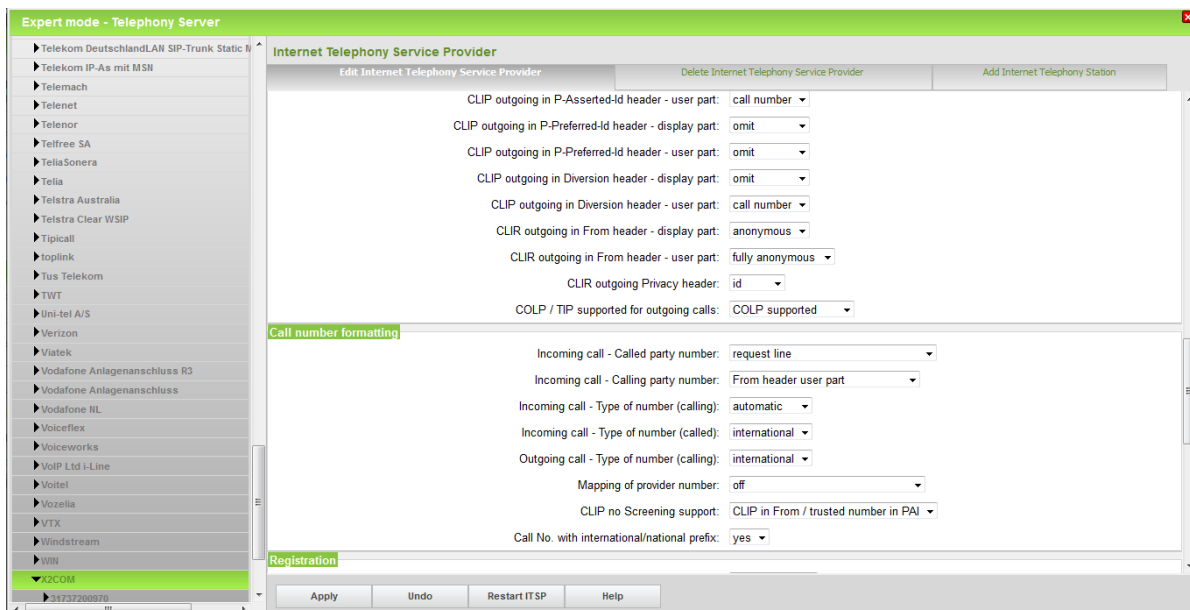 Expert mode - Telephony Server
Telekom DeutschlandLAN SIP-Trunk Static
Telekom IP-As mit MSN
Telemach
Telenet
Telenor
Telfree SA
TeliaSonera
Telia
Telstra Australia
Telstra Clear WSIP
Tipicall
toplink
Tus Telekom
TWT
Uni-tel A/S
Verizon
Viatek
Vodafone Anlagenanschluss R3
Vodafone Anlagenanschluss
Vodafone NL
Voiceflex
Voiceworks
VoIP Ltd i-Line
Voitel
Vozelia
VTX
Windstream
WIN
X2COM
31737200970
Internet Telephony Service Provider
Edit Internet Telephony Service Provider
Delete Internet Telephony Service Provider
Add Internet Telephony Station
CLIP outgoing in P-Asserted-Id header - user part: call number
CLIP outgoing in P-Preferred-Id header - display part: omit
CLIP outgoing in P-Preferred-Id header - user part: omit
CLIP outgoing in Diversion header - display part: omit
CLIP outgoing in Diversion header - user part: call number
CLIR outgoing in From header - display part: anonymous
CLIR outgoing in From header - user part: fully anonymous
CLIR outgoing Privacy header: id
COLP / TIP supported for outgoing calls: COLP supported
Call number formatting
Incoming call - Called party number: request line
Incoming call - Calling party number: From header user part
Incoming call - Type of number (calling): automatic
Incoming call - Type of number (called): international
Outgoing call - Type of number (calling): international
Mapping of provider number: off
CLIP no Screening support: CLIP in From / trusted number in PAI
Call No. with international/national prefix: yes
Registration
Apply
Undo
Restart ITSP
Help